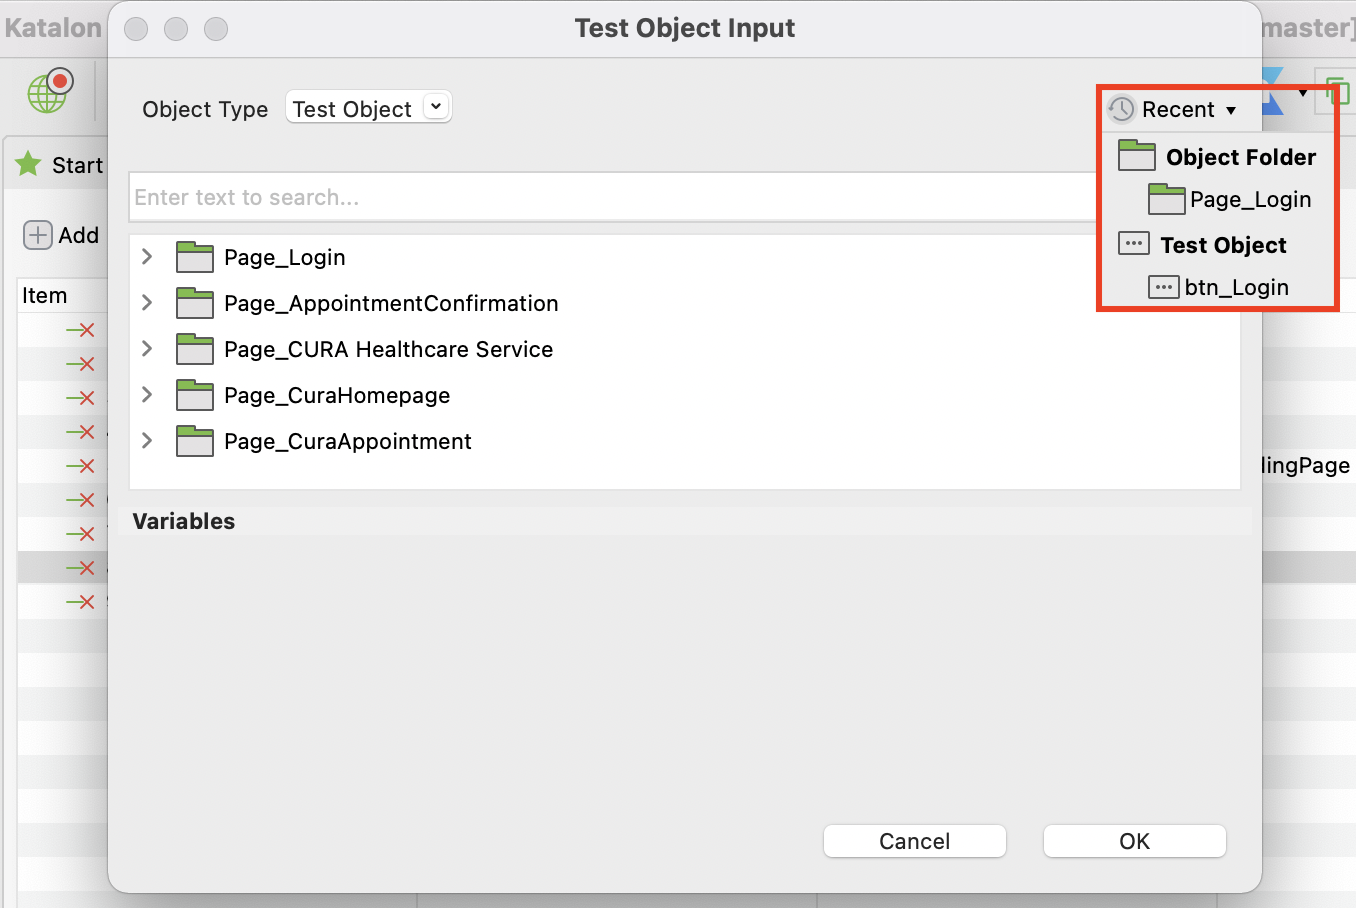 Katalon
Test Object Input
master]
Object Type
Test Object
Recent
Object Folder
Page_Login
Test Object
btn_Login
Start
Enter text to search...
Add
Page_Login
Page_AppointmentConfirmation
Page_CURA Healthcare Service
Page_CuraHomepage
Page_CuraAppointment
Item
lingPage
Variables
Cancel
OK